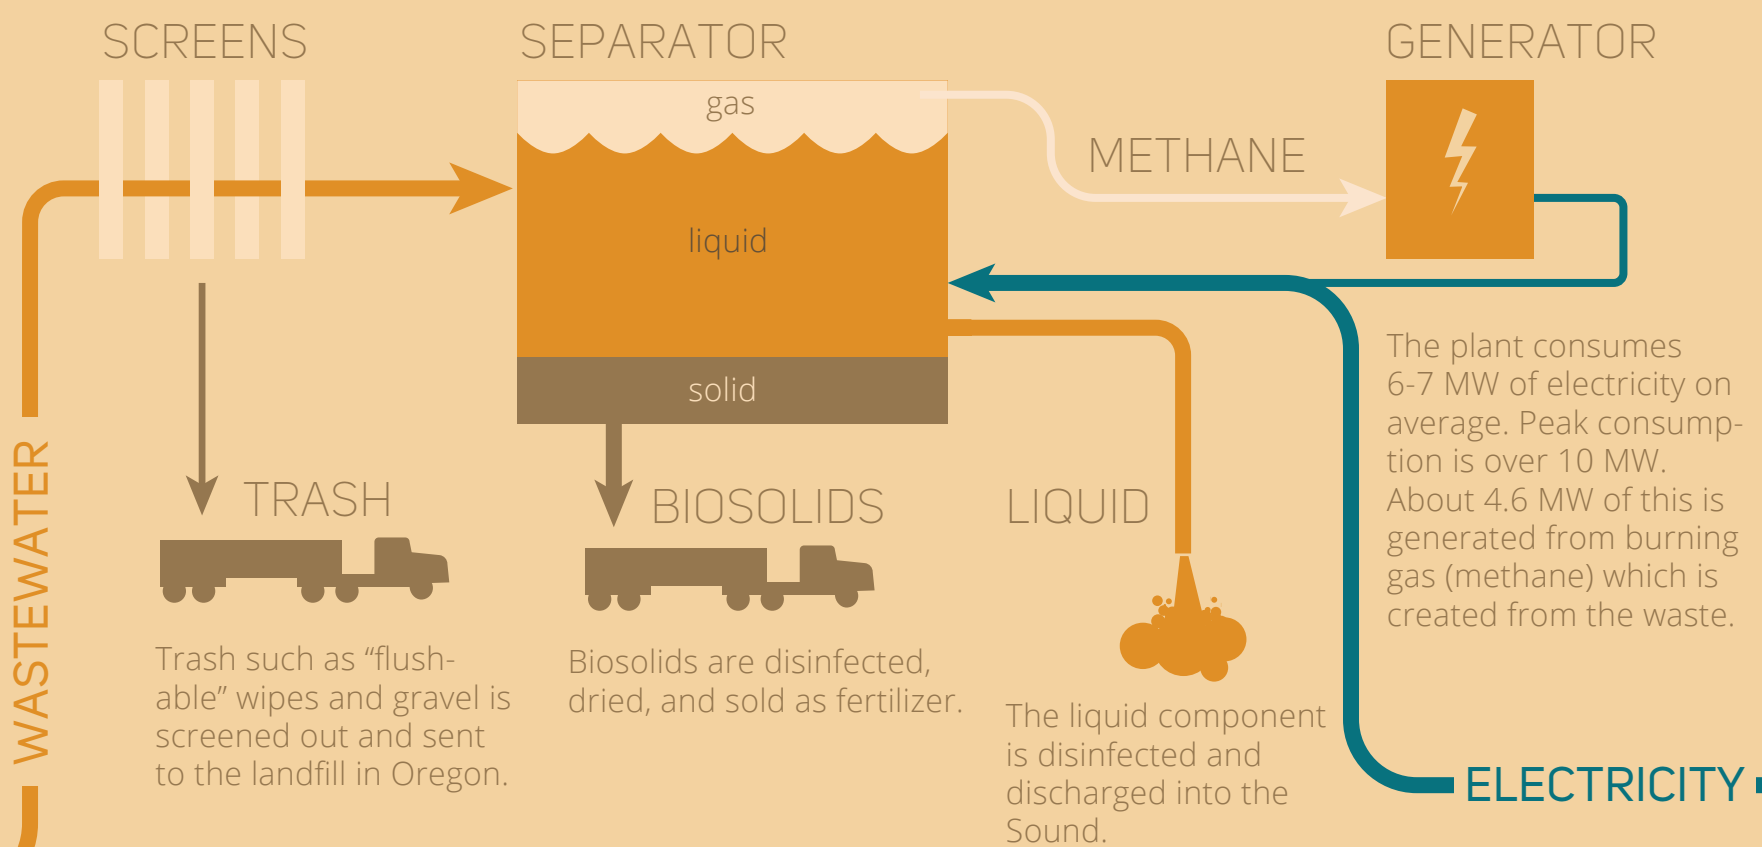 SCREENS
SEPARATOR
GENERATOR
gas
METHANE
liquid
solid
WASTEWATER
TRASH
Trash such as “flush-
able” wipes and gravel is
screened out and sent
to the landfill in Oregon.
BIOSOLIDS
Biosolids are disinfected,
dried, and sold as fertilizer.
LIQUID
The liquid component
is disinfected and
discharged into the
Sound.
The plant consumes
6-7 MW of electricity on
average. Peak consump-
tion is over 10 MW.
About 4.6 MW of this is
generated from burning
gas (methane) which is
created from the waste.
ELECTRICITY